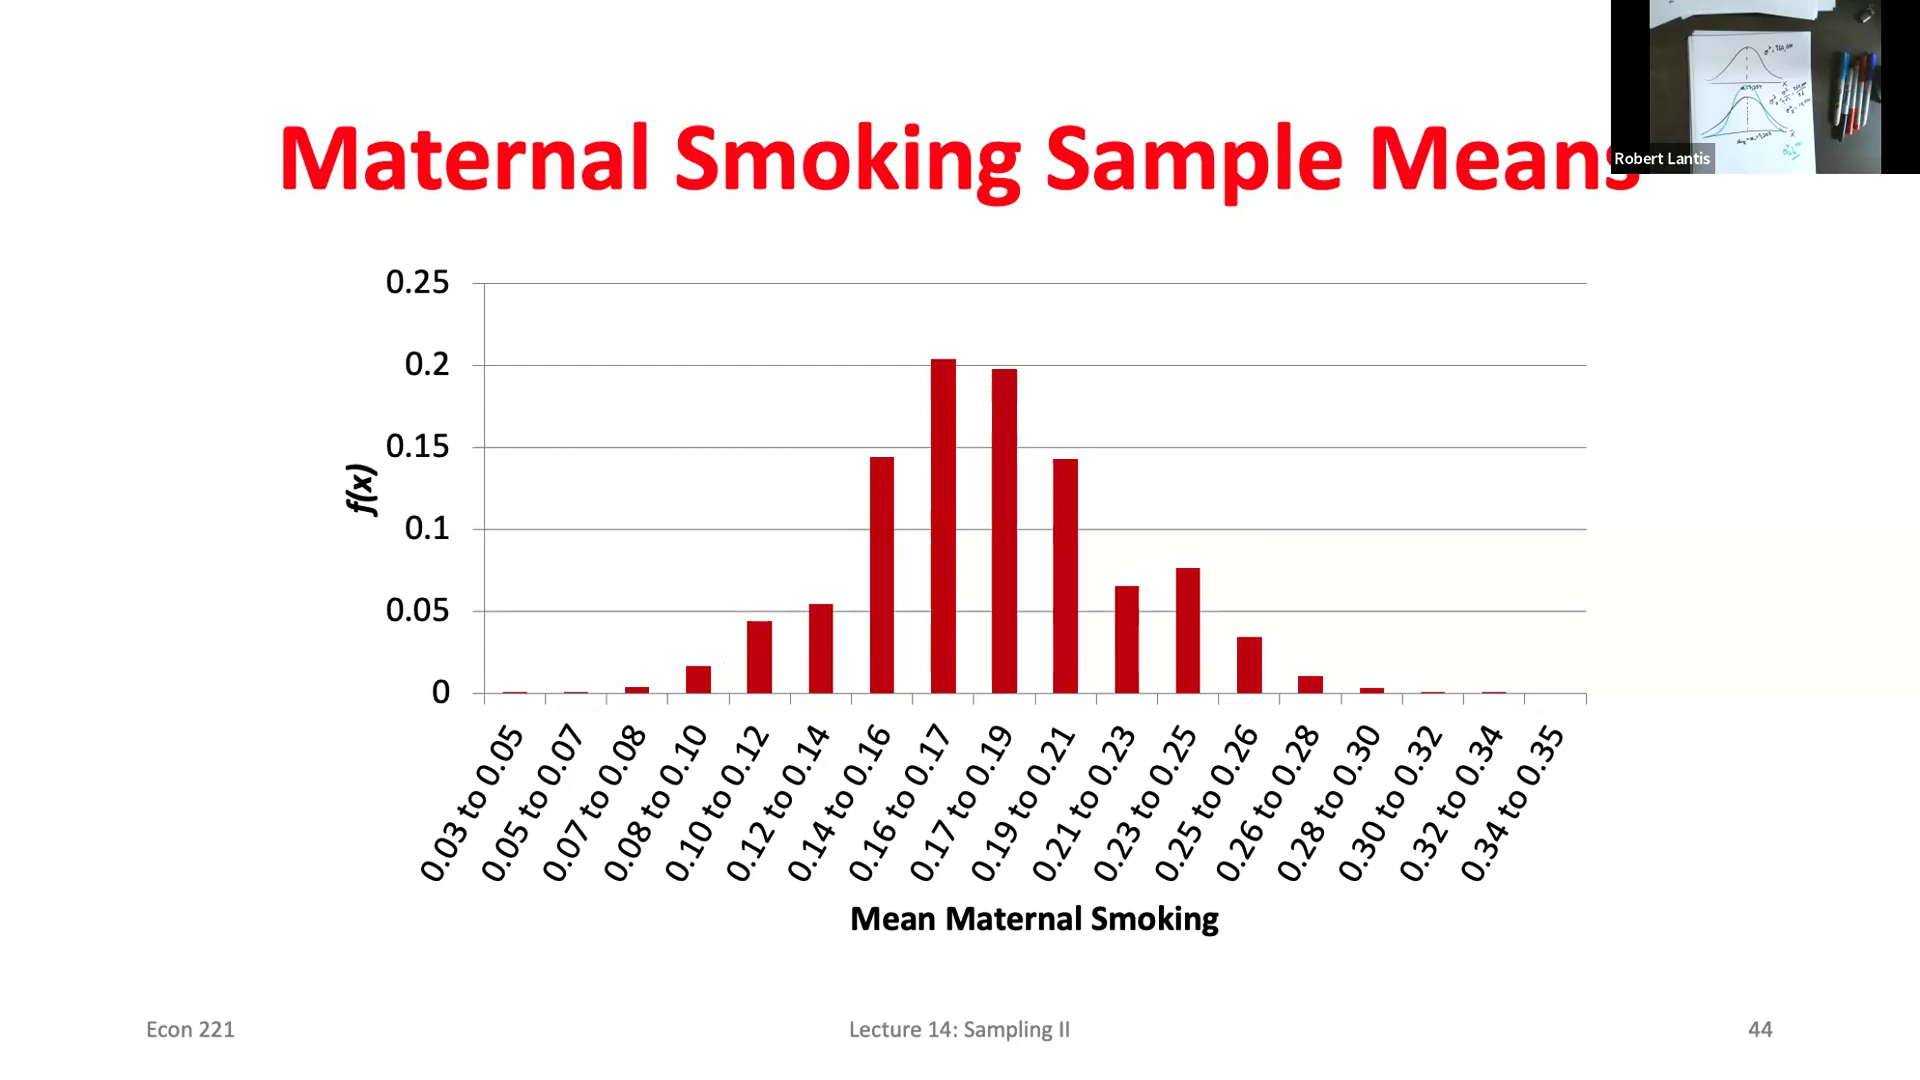 Maternal Smoking Sample Means
Robert Lantis
0.25
0.2
0.15
0.1
0.05
0
f(x)
0.03 to 0.05
0.05 to 0.07
0.07 to 0.08
0.08 to 0.10
0.10 to 0.12
0.12 to 0.14
0.14 to 0.16
0.16 to 0.17
0.17 to 0.19
0.19 to 0.21
0.21 to 0.23
0.23 to 0.25
0.25 to 0.26
0.26 to 0.28
0.28 to 0.30
0.30 to 0.32
0.32 to 0.34
0.34 to 0.35
Mean Maternal Smoking
Econ 221
Lecture 14: Sampling II
44